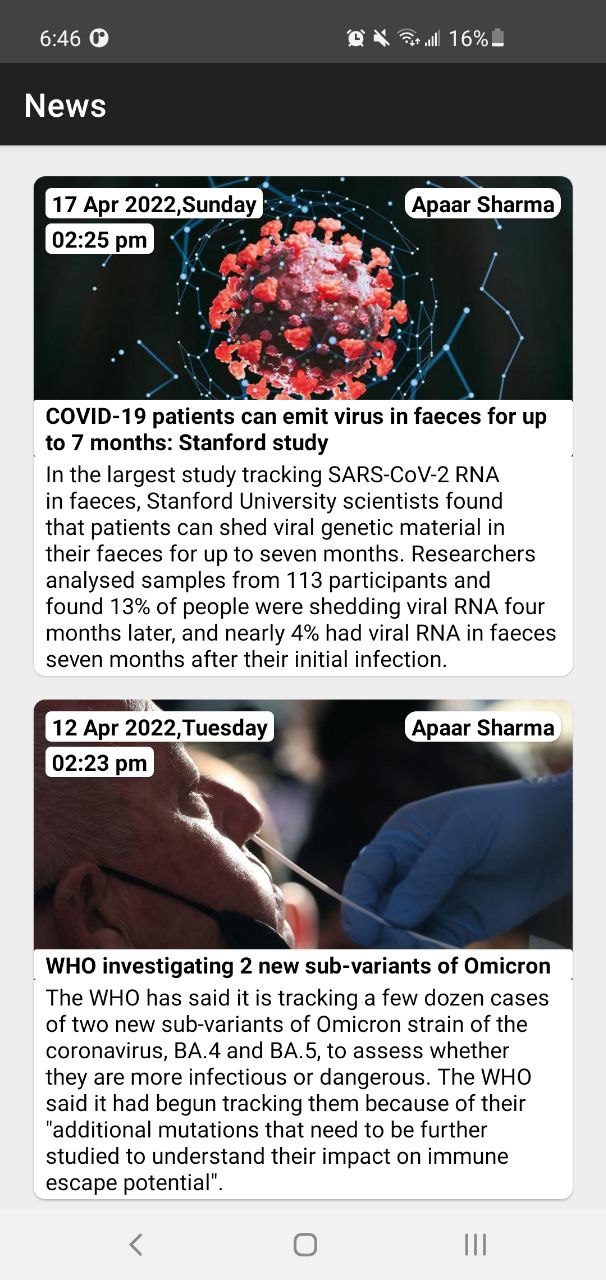 6:46
16%
News
17 Apr 2022,Sunday
Apaar Sharma
02:25 pm
COVID-19 patients can emit virus in faeces for up
to 7 months: Stanford study
In the largest study tracking SARS-CoV-2 RNA
in faeces, Stanford University scientists found
that patients can shed viral genetic material in
their faeces for up to seven months. Researchers
analysed samples from 113 participants and
found 13% of people were shedding viral RNA four
months later, and nearly 4% had viral RNA in faeces
seven months after their initial infection.
12 Apr 2022,Tuesday
Apaar Sharma
02:23 pm
WHO investigating 2 new sub-variants of Omicron
The WHO has said it is tracking a few dozen cases
of two new sub-variants of Omicron strain of the
coronavirus, BA.4 and BA.5, to assess whether
they are more infectious or dangerous. The WHO
said it had begun tracking them because of their
"additional mutations that need to be further
studied to understand their impact on immune
escape potential".